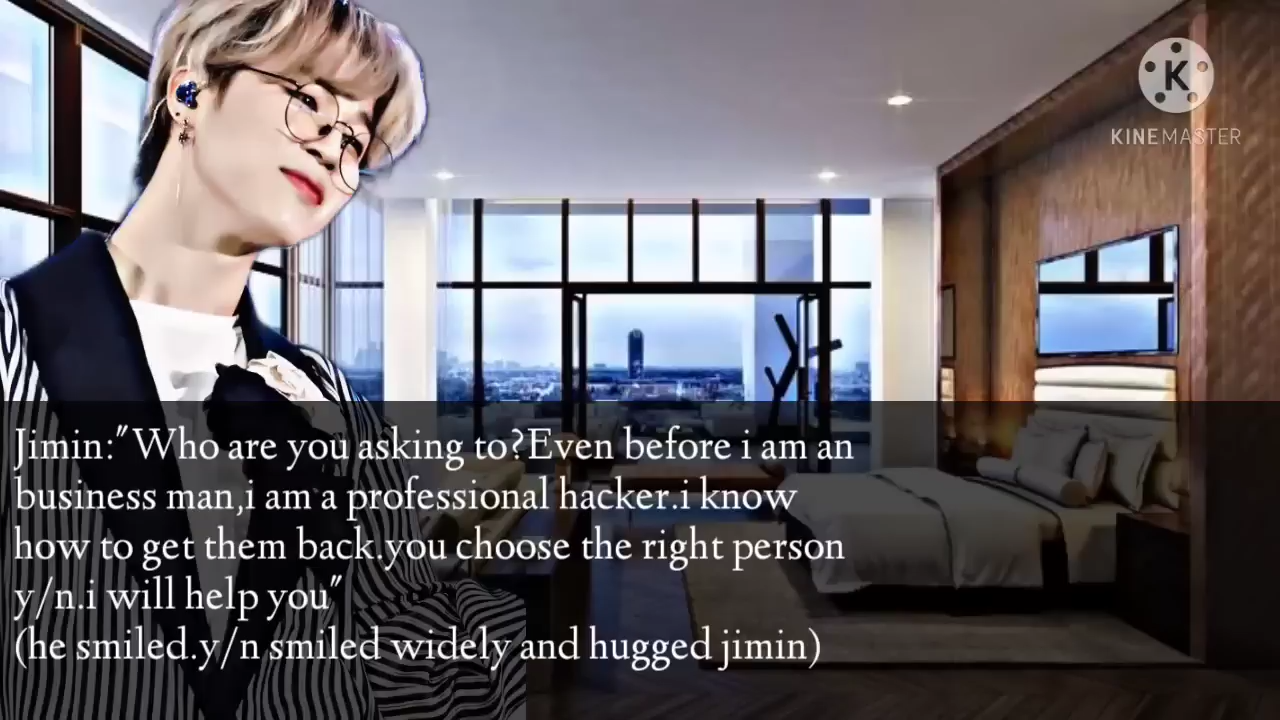 KINEMASTER
Jimin:"Who are you asking to?Even before i am an
business man,i am a professional hacker.i know
how to get them back.you choose the right person
y/n.i will help you"
(he smiled.y/n smiled widely and hugged jimin)